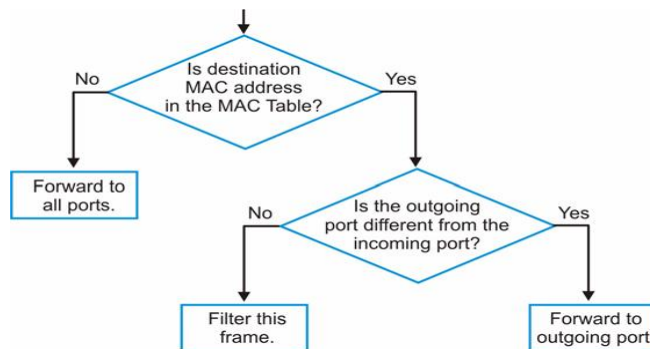 Is destination
No
MAC address
Yes
in the MAC Table?
Forward to
all ports.
Is the outgoing
No
port different from the
Yes
incoming port?
Filter this
frame.
Forward to
outgoing port